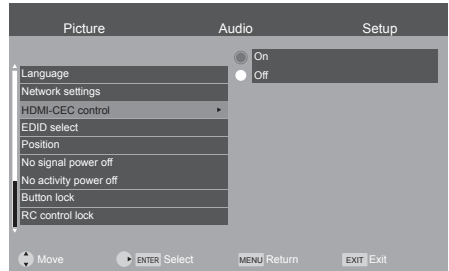 Picture Audio Setup
Language
Network settings
HDMI-CEC control
EDID select
Position
No signal power off
No activity power off
Button lock
RC control lock
On
Off
Move ENTER Select MENU Return EXIT Exit